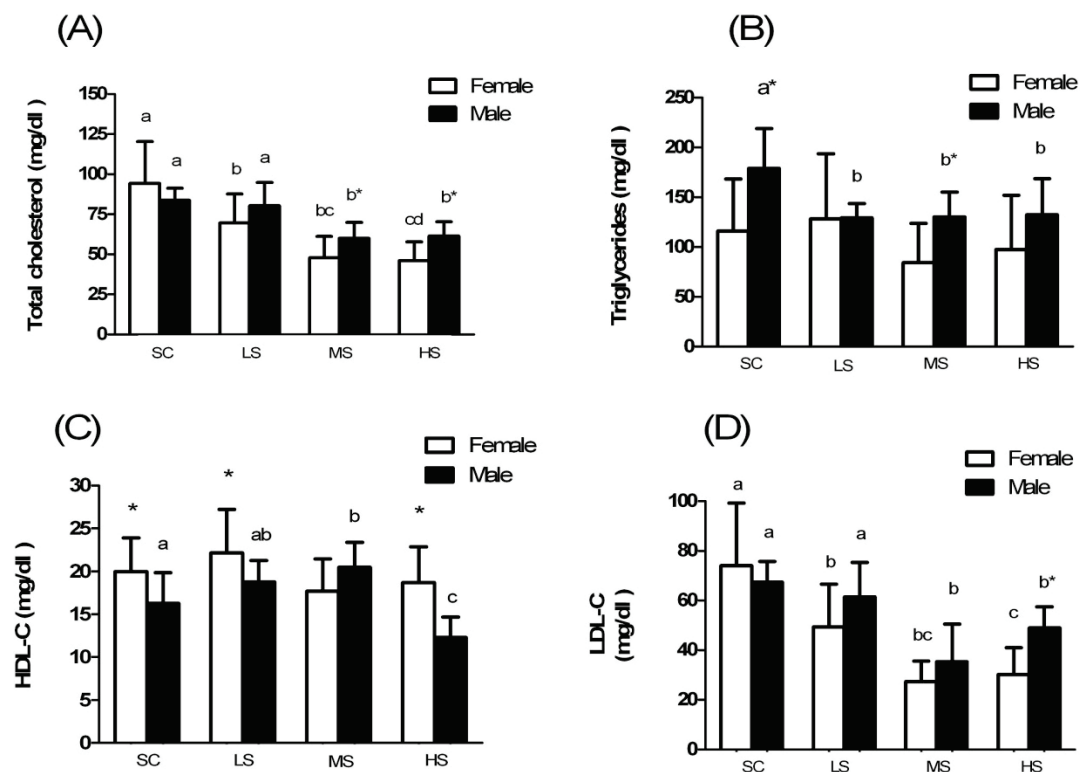 (A)
Female
Male
Total cholesterol (mg/dl)
150
125
100
75
50
25
0
a
a
b
a
bc
b*
cd
b*
SC
LS
MS
HS
(B)
Female
Male
Triglycerides (mg/dl )
250
200
150
100
50
0
a*
b
b*
b
SC
LS
MS
HS
(C)
Female
Male
HDL-C (mg/dl )
30
25
20
15
10
5
0
*
a
*
ab
b
*
c
SC
LS
MS
HS
(D)
Female
Male
LDL-C
(mg/dl )
100
80
60
40
20
0
a
a
b
a
bc
b
c
b*
SC
LS
MS
HS